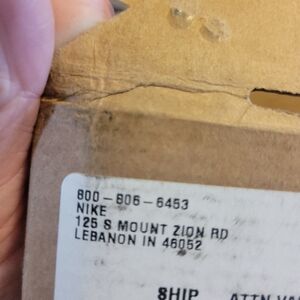 800-806-6453
NIKE
125 S MOUNT ZION RD
LEBANON IN 46052
SHIP ATTN